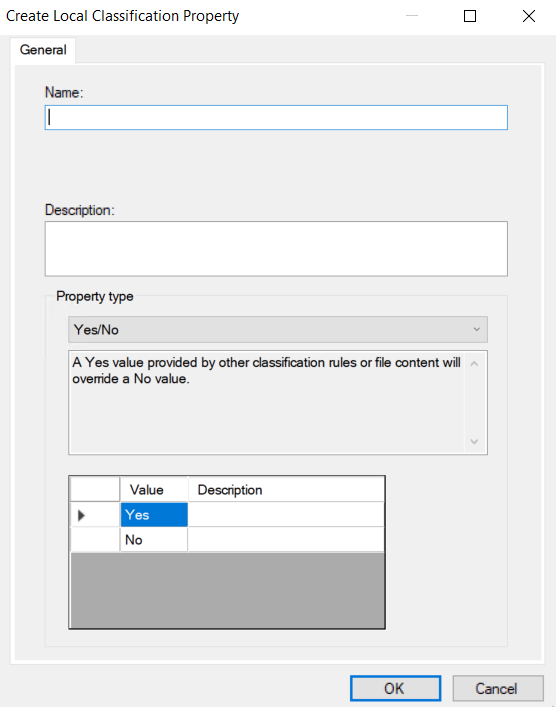 Create Local Classification Property
General
Name:
Description:
Property type
Yes/No
A Yes value provided by other classification rules or file content will
override a No value.
Value Description
Yes
No
OK Cancel